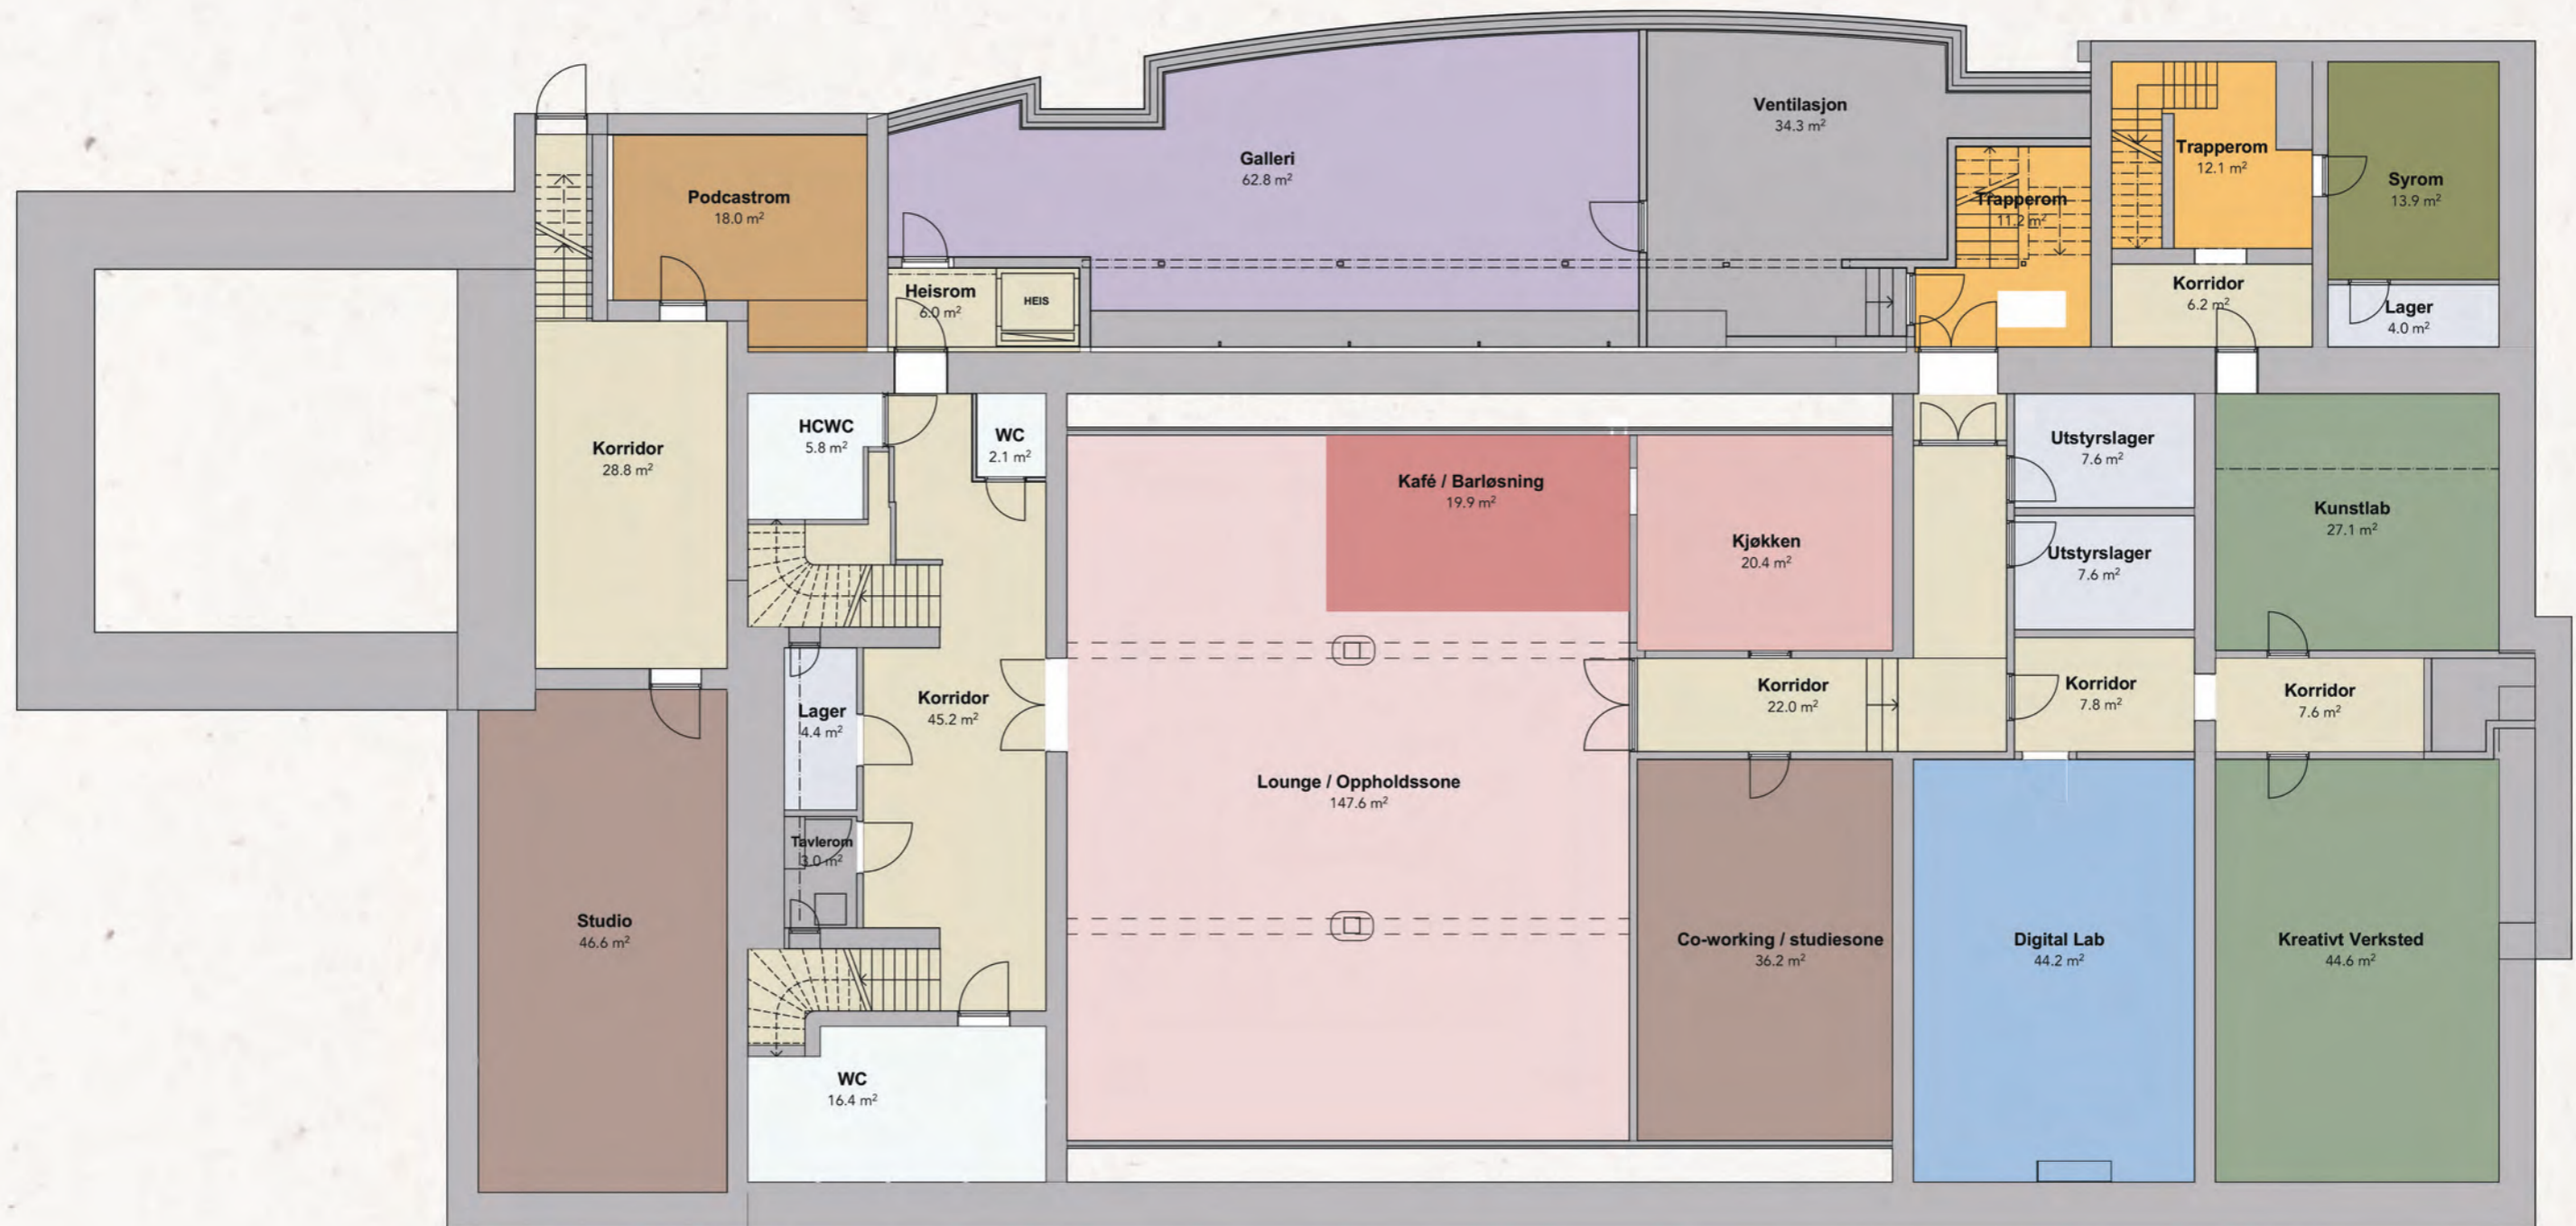 Ventilasjon
34.3 m²
Trapperom
12.1 m²
Galleri
62.8 m²
Syrom
13.9 m²
Podcastrom
18.0 m²
Trapperom
11.2 m²
Heisrom
6.0 m²
HEIS
Korridor
6.2 m²
Lager
4.0 m²
Korridor
28.8 m²
HCWC
5.8 m²
WC
2.1 m²
Kafé / Barløsning
19.9 m²
Kjøkken
20.4 m²
Utstyrslager
7.6 m²
Utstyrslager
7.6 m²
Kunstlab
27.1 m²
Lager
4.4 m²
Korridor
45.2 m²
Korridor
22.0 m²
Korridor
7.8 m²
Korridor
7.6 m²
Lounge / Oppholdssone
147.6 m²
Tavlerom
3.0 m²
Studio
46.6 m²
Co-working / studiesone
36.2 m²
Digital Lab
44.2 m²
Kreativt Verksted
44.6 m²
WC
16.4 m²